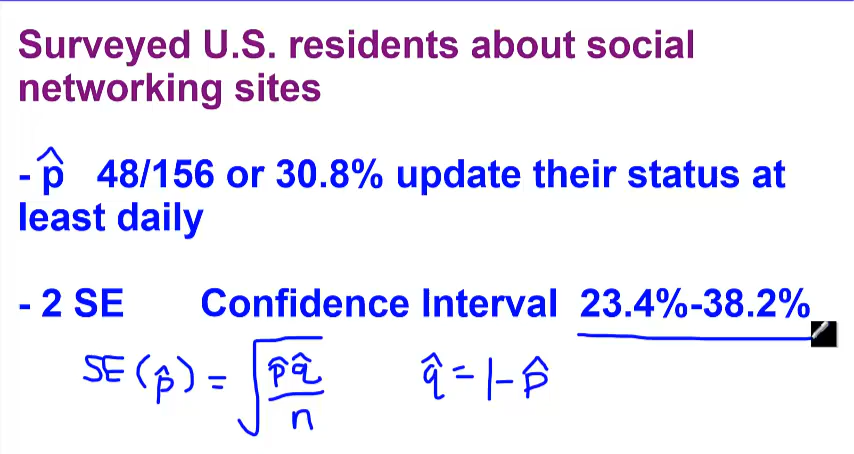 Surveyed U.S. residents about social
networking sites
- p̂ 48/156 or 30.8% update their status at
least daily
- 2 SE Confidence Interval 23.4%-38.2%
SE(p̂) = √(p̂q̂/n) q̂ = 1 - p̂